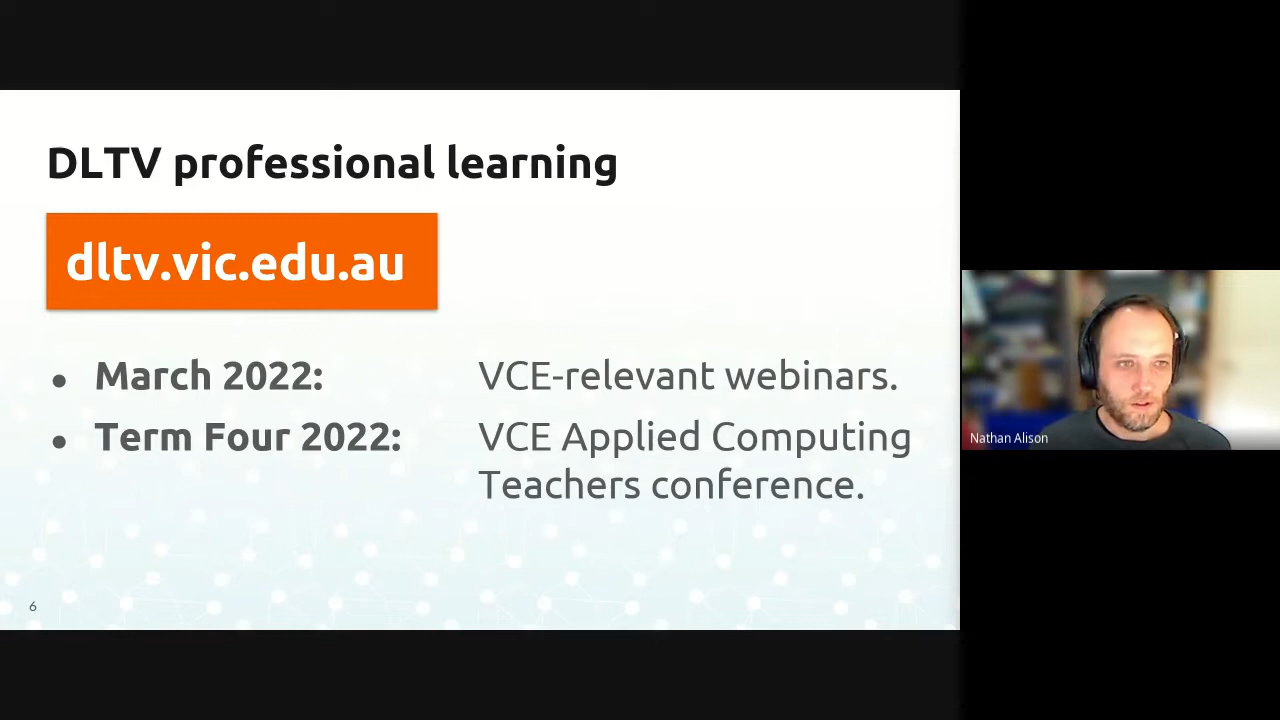 DLTV professional learning
dltv.vic.edu.au
● March 2022: VCE-relevant webinars.
● Term Four 2022: VCE Applied Computing
Teachers conference.
6
Nathan Alison